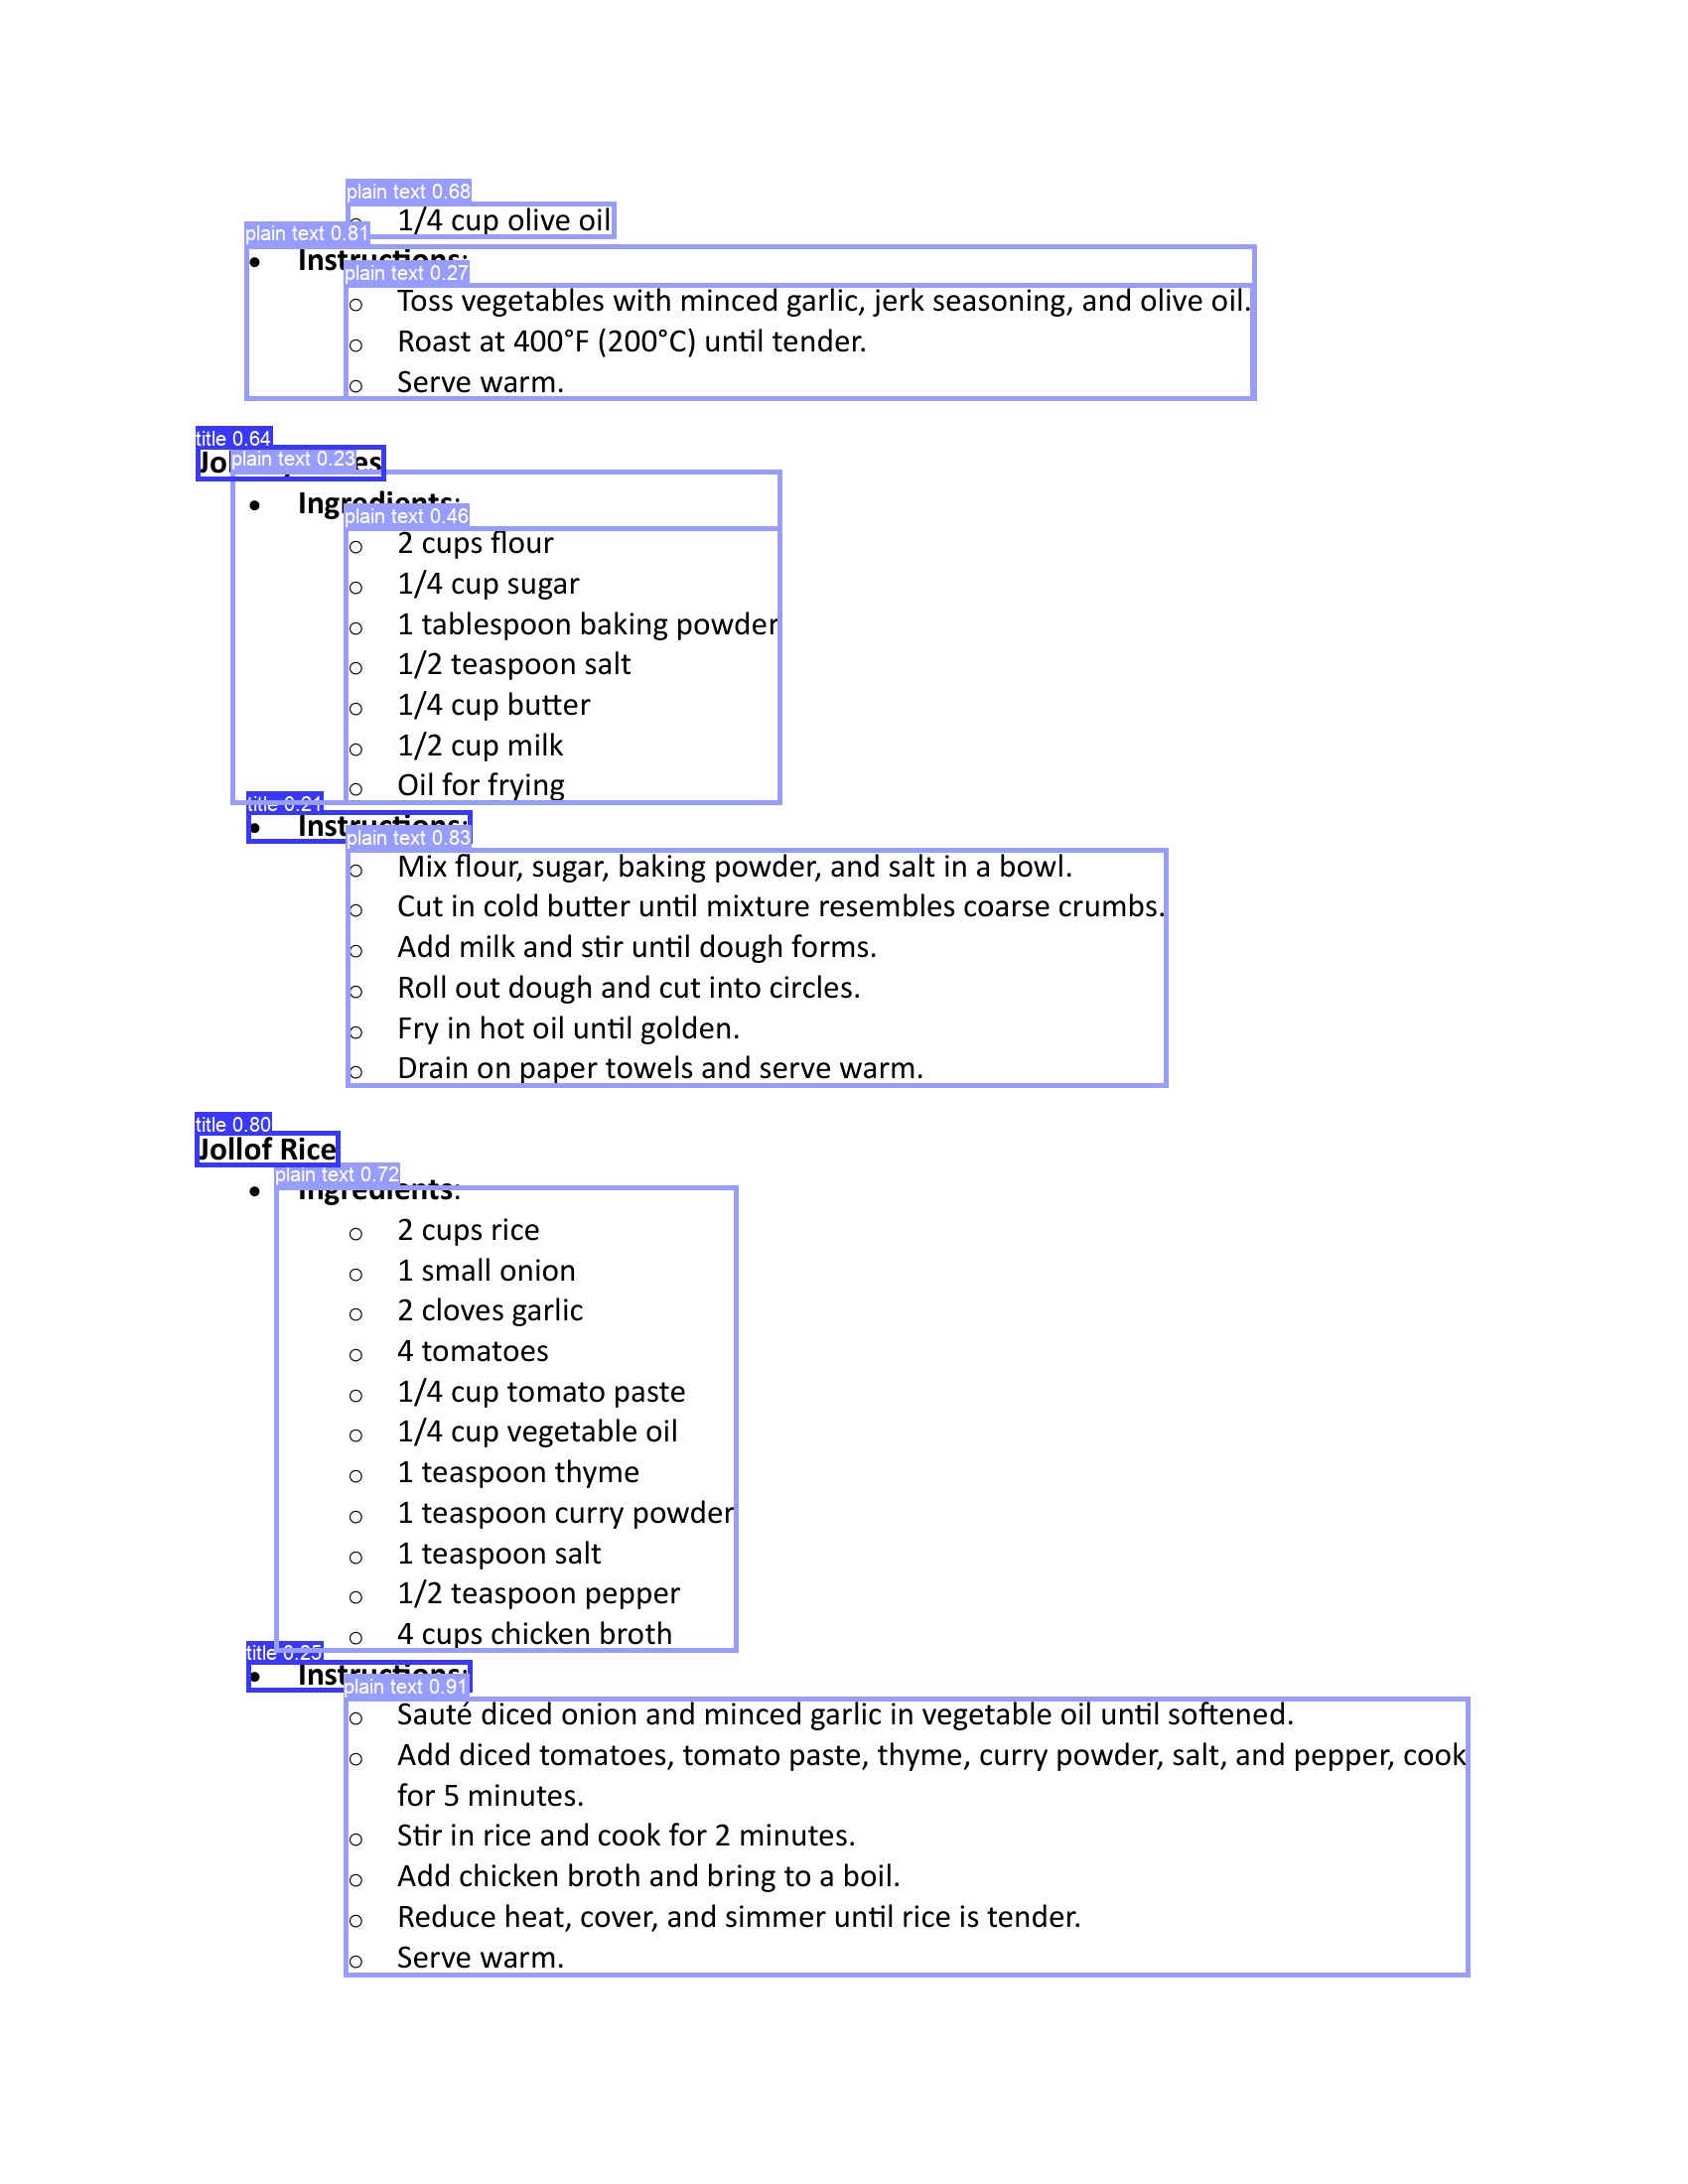 plain text 0.68
○ 1/4 cup olive oil
plain text 0.81
• Instructions:
plain text 0.27
○ Toss vegetables with minced garlic, jerk seasoning, and olive oil.
○ Roast at 400°F (200°C) until tender.
○ Serve warm.
title 0.64
plain text 0.23
• Ingredients:
plain text 0.46
○ 2 cups flour
○ 1/4 cup sugar
○ 1 tablespoon baking powder
○ 1/2 teaspoon salt
○ 1/4 cup butter
○ 1/2 cup milk
○ Oil for frying
title 0.21
• Instructions:
plain text 0.83
○ Mix flour, sugar, baking powder, and salt in a bowl.
○ Cut in cold butter until mixture resembles coarse crumbs.
○ Add milk and stir until dough forms.
○ Roll out dough and cut into circles.
○ Fry in hot oil until golden.
○ Drain on paper towels and serve warm.
title 0.80
Jollof Rice
plain text 0.72
• Ingredients:
○ 2 cups rice
○ 1 small onion
○ 2 cloves garlic
○ 4 tomatoes
○ 1/4 cup tomato paste
○ 1/4 cup vegetable oil
○ 1 teaspoon thyme
○ 1 teaspoon curry powder
○ 1 teaspoon salt
○ 1/2 teaspoon pepper
○ 4 cups chicken broth
title 0.25
• Instructions:
plain text 0.91
○ Sauté diced onion and minced garlic in vegetable oil until softened.
○ Add diced tomatoes, tomato paste, thyme, curry powder, salt, and pepper, cook
for 5 minutes.
○ Stir in rice and cook for 2 minutes.
○ Add chicken broth and bring to a boil.
○ Reduce heat, cover, and simmer until rice is tender.
○ Serve warm.